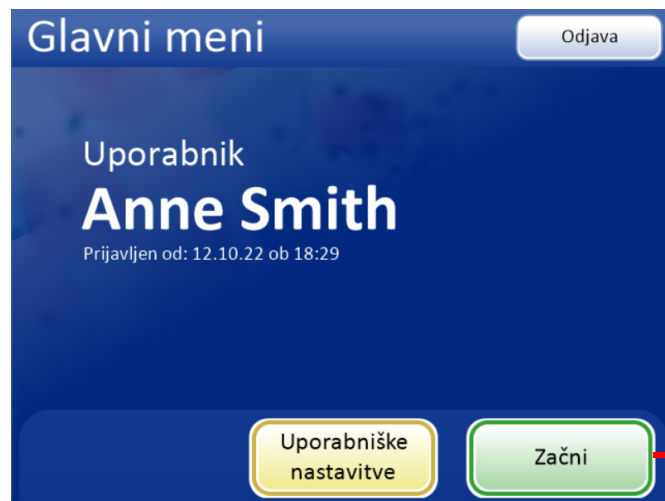 Glavni meni
Odjava
Uporabnik
Anne Smith
Prijavljen od: 12.10.22 ob 18:29
Uporabniške
nastavitve
Začni